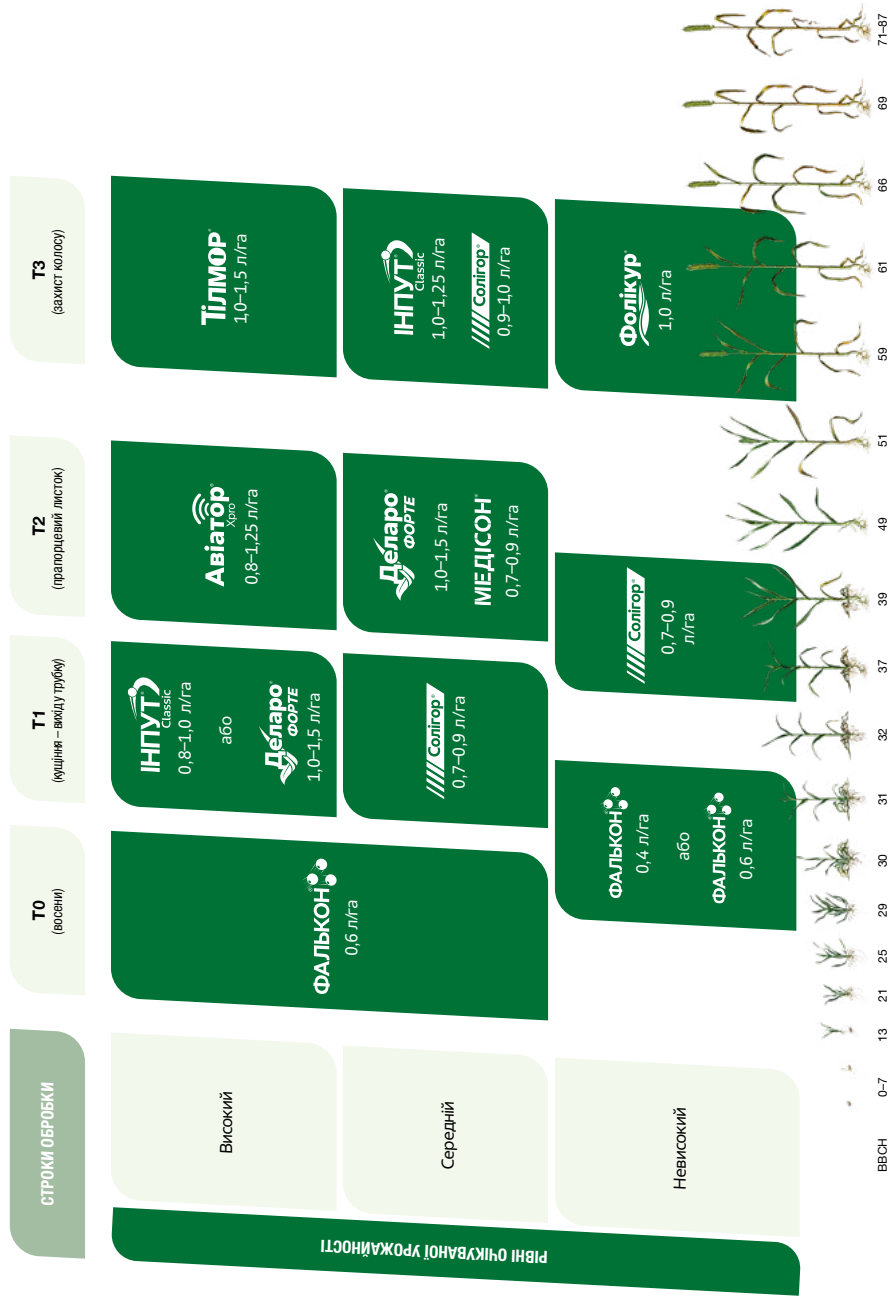 СТРОКИ ОБРОБКИ
Т0
(восени)
Т1
(кущіння – вихід у трубку)
Т2
(прапорцевий листок)
Т3
(захист колосу)
РІВНІ ОЧІКУВАНОЇ УРОЖАЙНОСТІ
Високий
ФАЛЬКОН
0,6 л/га
ІНПУТ®
Classic
0,8–1,0 л/га
або
Деларо®
ФОРТЕ
1,0–1,5 л/га
Авіатор®
Xpro
0,8–1,25 л/га
Тілмор®
1,0–1,5 л/га
Середній
Солігор®
0,7–0,9 л/га
Деларо®
ФОРТЕ
1,0–1,5 л/га
МЕДІСОН®
0,7–0,9 л/га
ІНПУТ®
Classic
1,0–1,25 л/га
Солігор®
0,9–1,0 л/га
Невисокий
ФАЛЬКОН
0,4 л/га
або
ФАЛЬКОН
0,6 л/га
Солігор®
0,7–0,9
л/га
Фолікур®
1,0 л/га
ВВСН 0–7 13 21 25 29 30 31 32 37 39 49 51 59 61 66 69 71–87